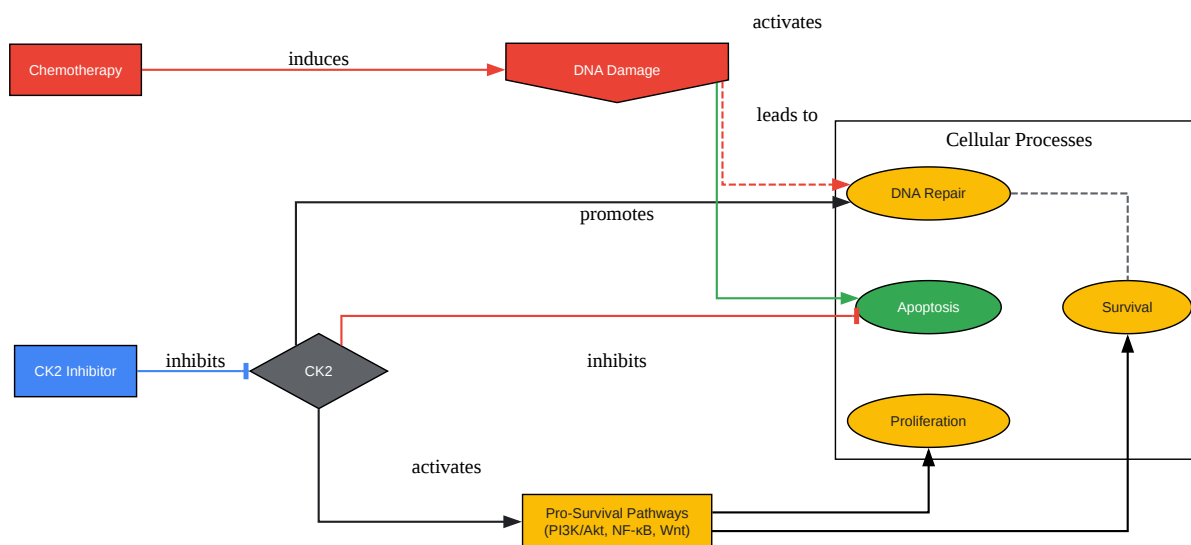 activates
Chemotherapy
induces
DNA Damage
leads to
Cellular Processes
DNA Repair
promotes
Apoptosis
Survival
CK2 Inhibitor
inhibits
CK2
inhibits
Proliferation
activates
Pro-Survival Pathways
(PI3K/Akt, NF-κB, Wnt)